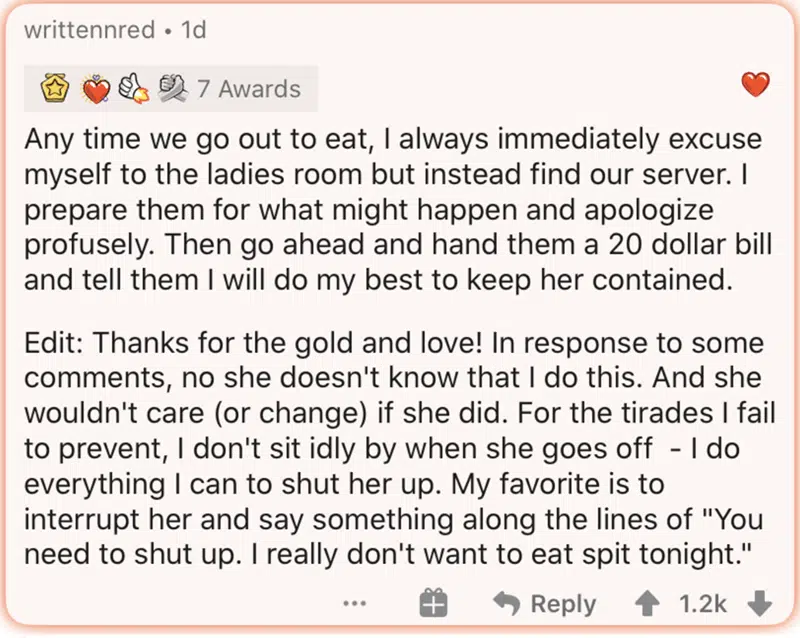 writtennred • 1d
7 Awards
Any time we go out to eat, I always immediately excuse
myself to the ladies room but instead find our server. I
prepare them for what might happen and apologize
profusely. Then go ahead and hand them a 20 dollar bill
and tell them I will do my best to keep her contained.
Edit: Thanks for the gold and love! In response to some
comments, no she doesn't know that I do this. And she
wouldn't care (or change) if she did. For the tirades I fail
to prevent, I don't sit idly by when she goes off - I do
everything I can to shut her up. My favorite is to
interrupt her and say something along the lines of "You
need to shut up. I really don't want to eat spit tonight."
... Reply 1.2k